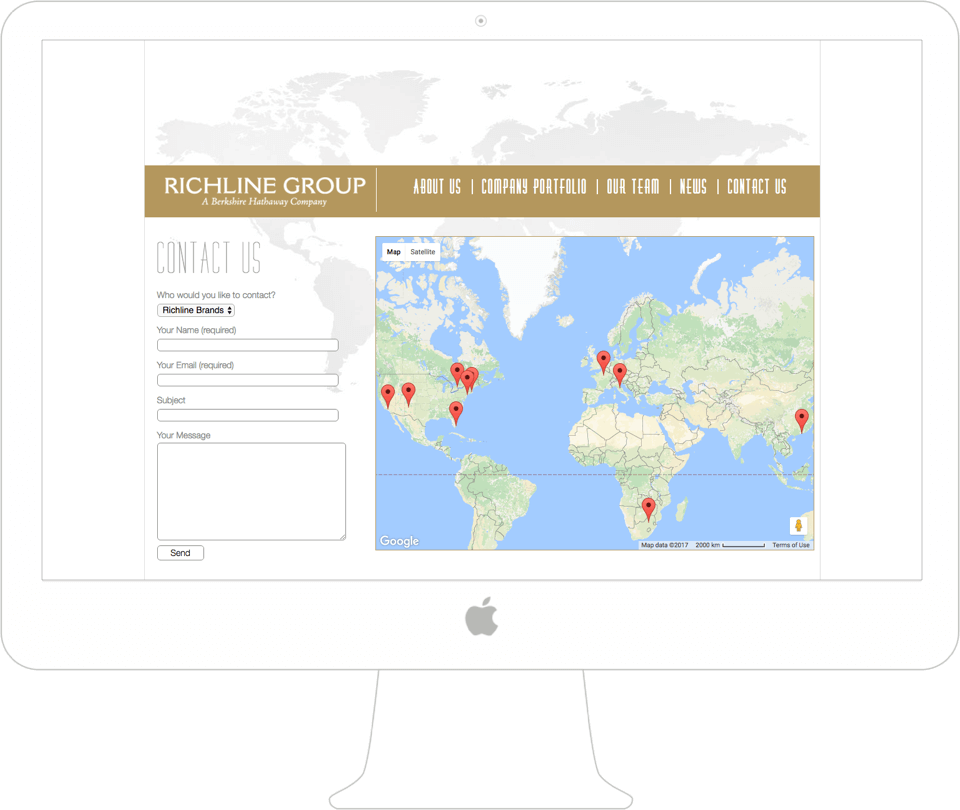 RICHLINE GROUP
A Berkshire Hathaway Company
ABOUT US | COMPANY PORTFOLIO | OUR TEAM | NEWS | CONTACT US
CONTACT US
Who would you like to contact?
Richline Brands
Your Name (required)
Your Email (required)
Subject
Your Message
Send
Map Satellite
Google
Map data ©2017 2000 km Terms of Use